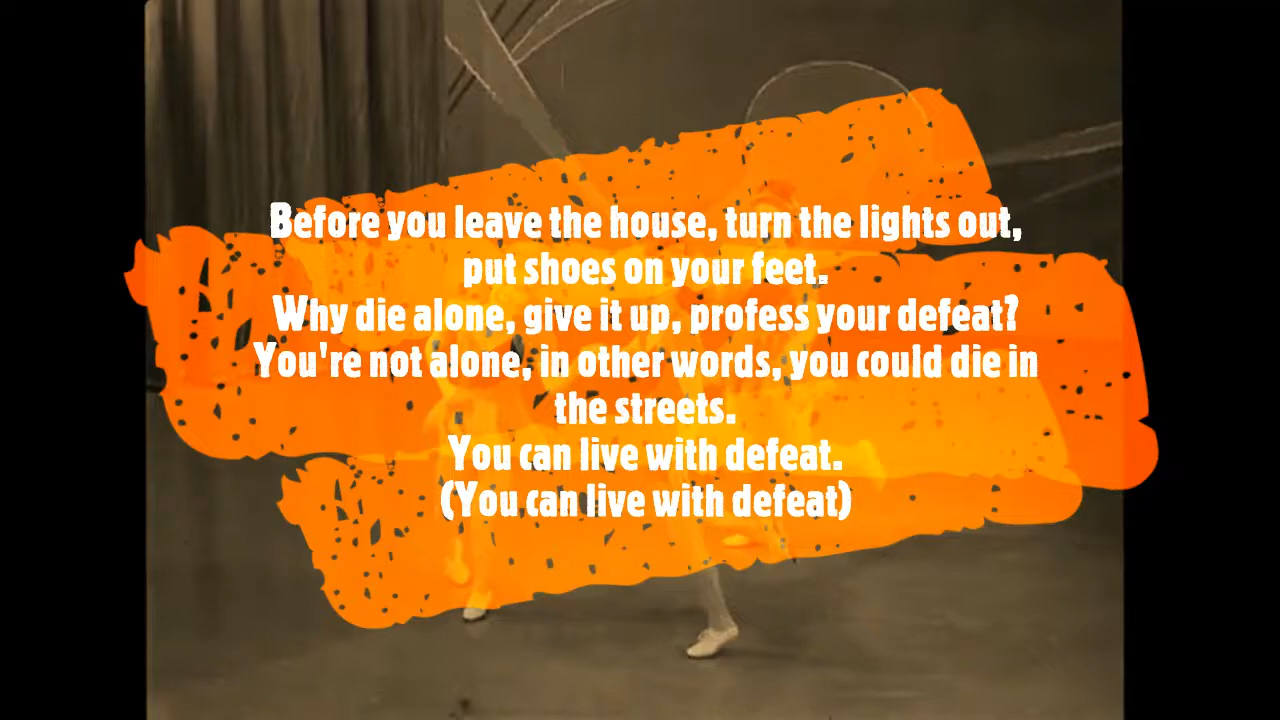 Before you leave the house, turn the lights out,
put shoes on your feet.
Why die alone, give it up, profess your defeat?
You're not alone, in other words, you could die in
the streets.
You can live with defeat.
(You can live with defeat)